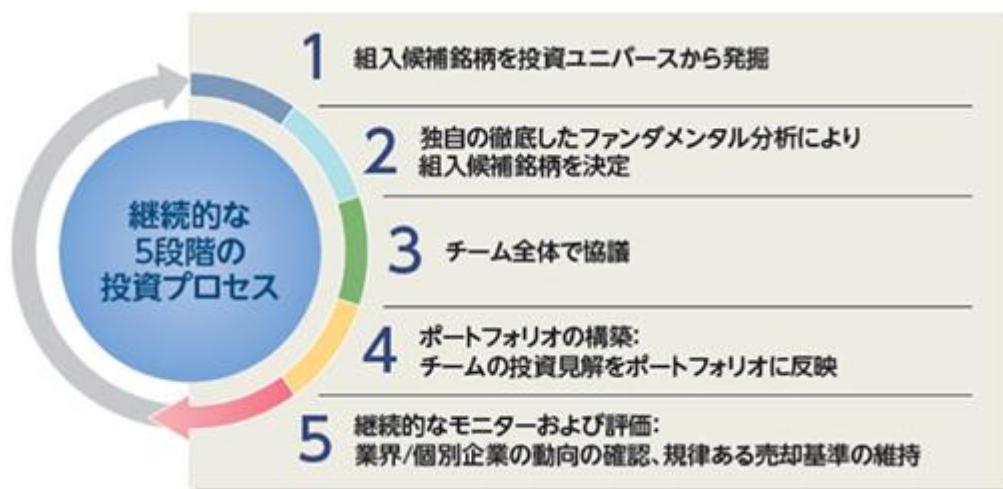 継続的な
5段階の
投資プロセス
1 組入候補銘柄を投資ユニバースから発掘
2 独自の徹底したファンダメンタル分析により
組入候補銘柄を決定
3 チーム全体で協議
4 ポートフォリオの構築:
チームの投資見解をポートフォリオに反映
5 継続的なモニターおよび評価:
業界/個別企業の動向の確認、規律ある売却基準の維持